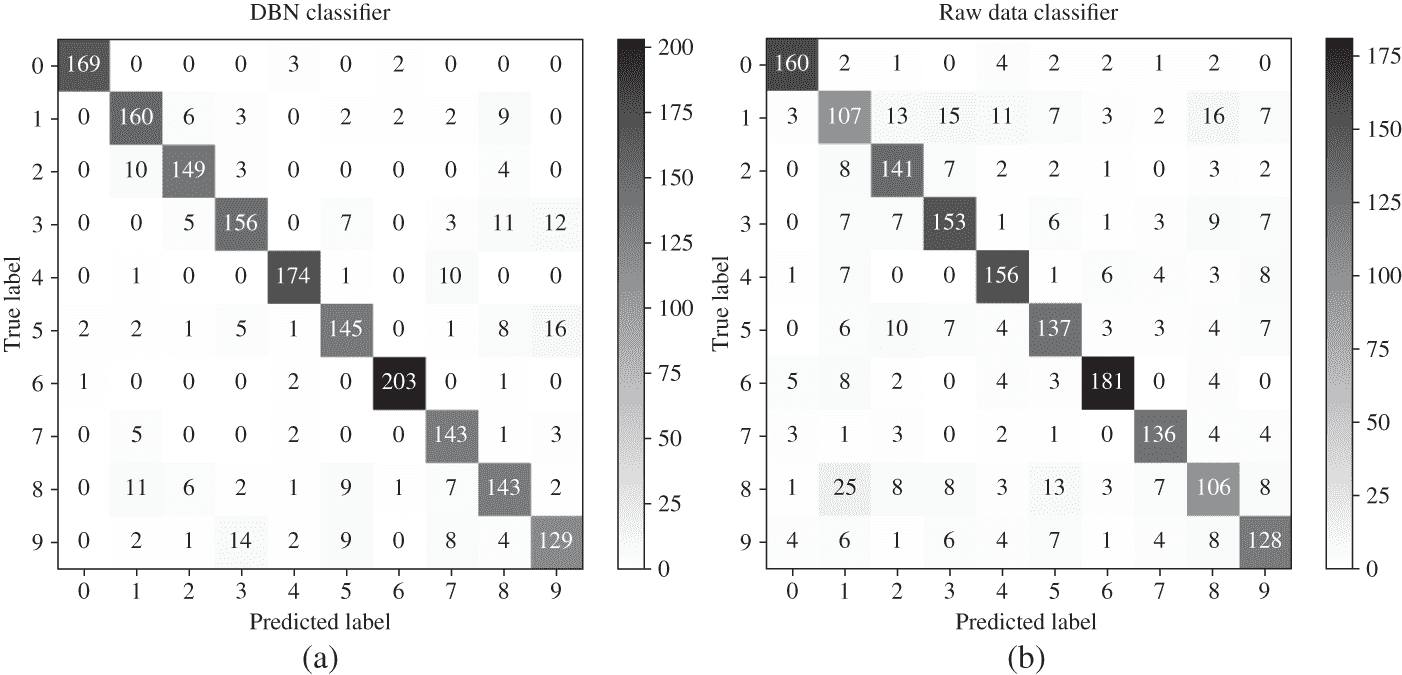 DBN classifier
0 169 0 0 0 3 0 2 0 0 0
1 0 160 6 3 0 2 2 2 9 0
2 0 10 149 3 0 0 0 0 4 0
3 0 0 5 156 0 7 0 3 11 12
4 0 1 0 0 174 1 0 10 0 0
5 2 2 1 5 1 145 0 1 8 16
6 1 0 0 0 2 0 203 0 1 0
7 0 5 0 0 2 0 0 143 1 3
8 0 11 6 2 1 9 1 7 143 2
9 0 2 1 14 2 9 0 8 4 129
0 1 2 3 4 5 6 7 8 9
True label
Predicted label
200
175
150
125
100
75
50
25
0
(a)
Raw data classifier
0 160 2 1 0 4 2 2 1 2 0
1 3 107 13 15 11 7 3 2 16 7
2 0 8 141 7 2 2 1 0 3 2
3 0 7 7 153 1 6 1 3 9 7
4 1 7 0 0 156 1 6 4 3 8
5 0 6 10 7 4 137 3 3 4 7
6 5 8 2 0 4 3 181 0 4 0
7 3 1 3 0 2 1 0 136 4 4
8 1 25 8 8 3 13 3 7 106 8
9 4 6 1 6 4 7 1 4 8 128
0 1 2 3 4 5 6 7 8 9
True label
Predicted label
175
150
125
100
75
50
25
0
(b)